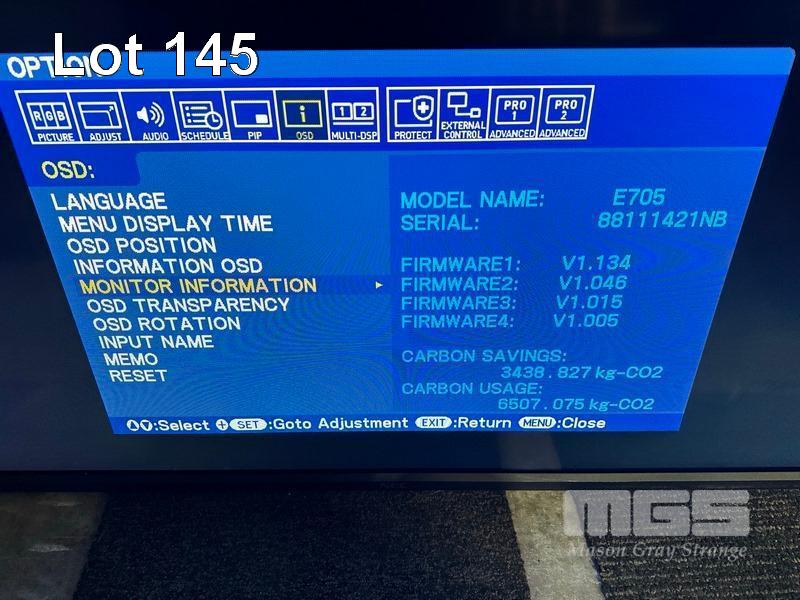 Lot 145
OPTION
RGB
PICTURE ADJUST AUDIO SCHEDULE PIP OSD MULTI-DSP PROTECT EXTERNAL CONTROL PRO 1 ADVANCED PRO 2 ADVANCED
1 2
OSD:
LANGUAGE
MENU DISPLAY TIME
OSD POSITION
INFORMATION OSD
MONITOR INFORMATION
OSD TRANSPARENCY
OSD ROTATION
INPUT NAME
MEMO
RESET
MODEL NAME: E705
SERIAL: 88111421NB
FIRMWARE1: V1.134
FIRMWARE2: V1.046
FIRMWARE3: V1.015
FIRMWARE4: V1.005
CARBON SAVINGS:
3438.827 kg-CO2
CARBON USAGE:
6507.075 kg-CO2
:Select + SET :Goto Adjustment EXIT :Return MENU :Close
MGS
Mason Gray Strange